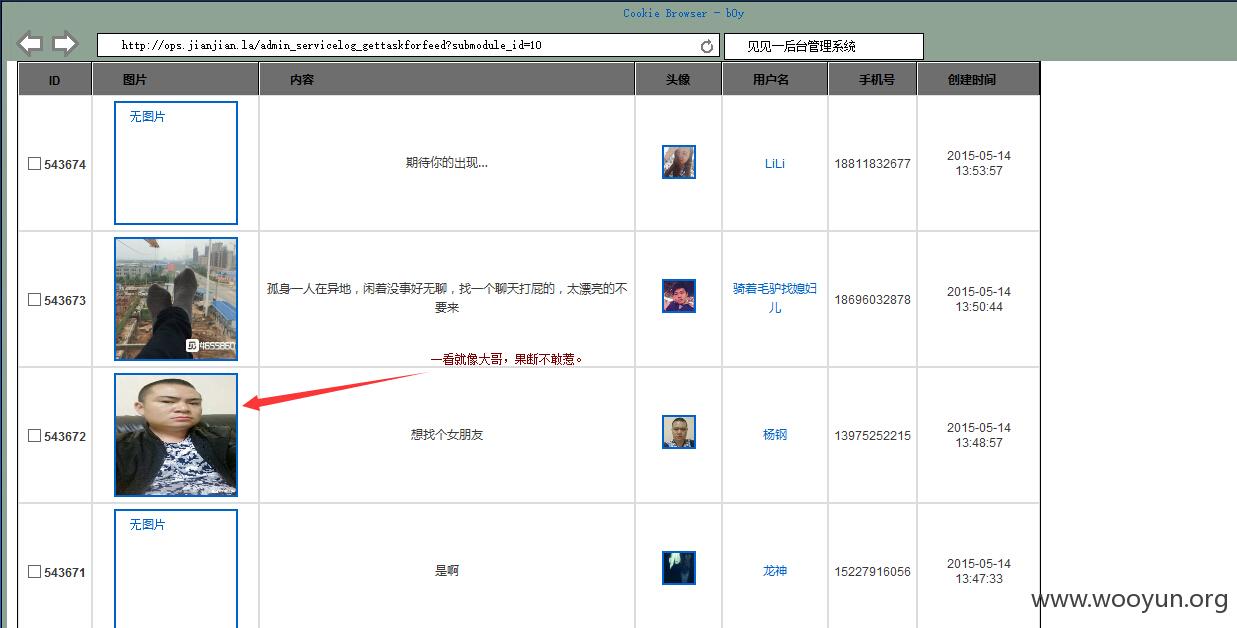 Cookie Browser - bOy
http://ops.jianjian.la/admin_servicelog_gettaskforfeed?submodule_id=10
见见—后台管理系统
ID 图片 内容 头像 用户名 手机号 创建时间
543674 无图片 期待你的出现... LiLi 18811832677 2015-05-14
13:53:57
543673 孤身一人在异地，闲着没事好无聊，找一个聊天打屁的，太漂亮的不
要来
骑着毛驴找媳妇
儿
18696032878 2015-05-14
13:50:44
一看就像大哥，果断不敢惹。
543672 想找个女朋友 杨钢 13975252215 2015-05-14
13:48:57
543671 无图片 是啊 龙神 15227916056 2015-05-14
13:47:33
www.wooyun.org